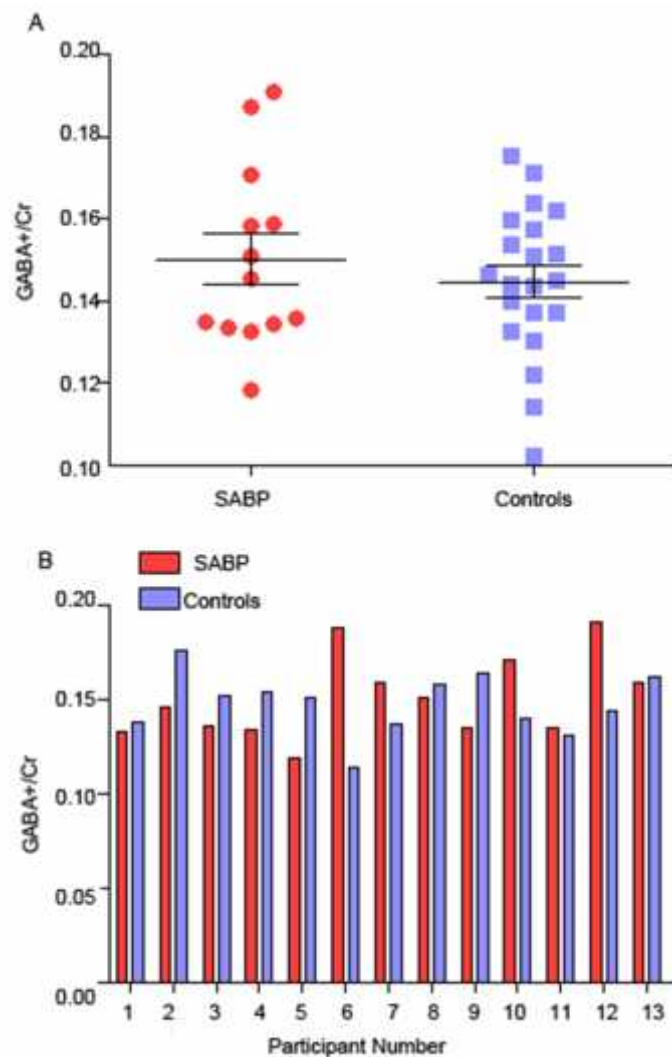 A
0.20
0.18
0.16
0.14
0.12
0.10
GABA+/Cr
SABP Controls
B
SABP
Controls
0.20
0.15
0.10
0.05
0.00
GABA+/Cr
1 2 3 4 5 6 7 8 9 10 11 12 13
Participant Number